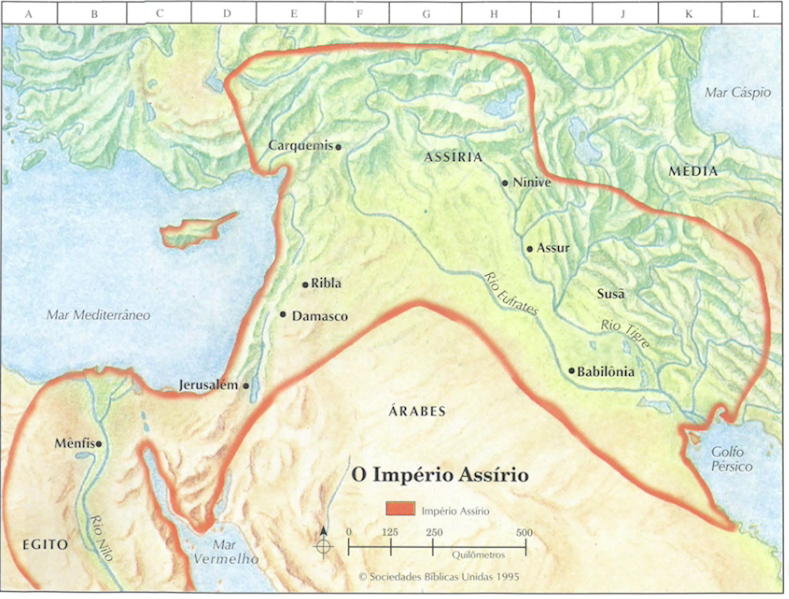 A B C D E F G H I J K L
Mar Cáspio
Carquemis
ASSÍRIA
MÉDIA
Nínive
Assur
Ribla
Susã
Rio Eufrates
Mar Mediterrâneo
Damasco
Rio Tigre
Babilônia
Jerusalém
ÁRABES
Mênfis
Golfo
Pérsico
O Império Assírio
Império Assírio
EGITO
Rio Nilo
Mar
Vermelho
0 125 250 500
Quilômetros
© Sociedades Bíblicas Unidas 1995